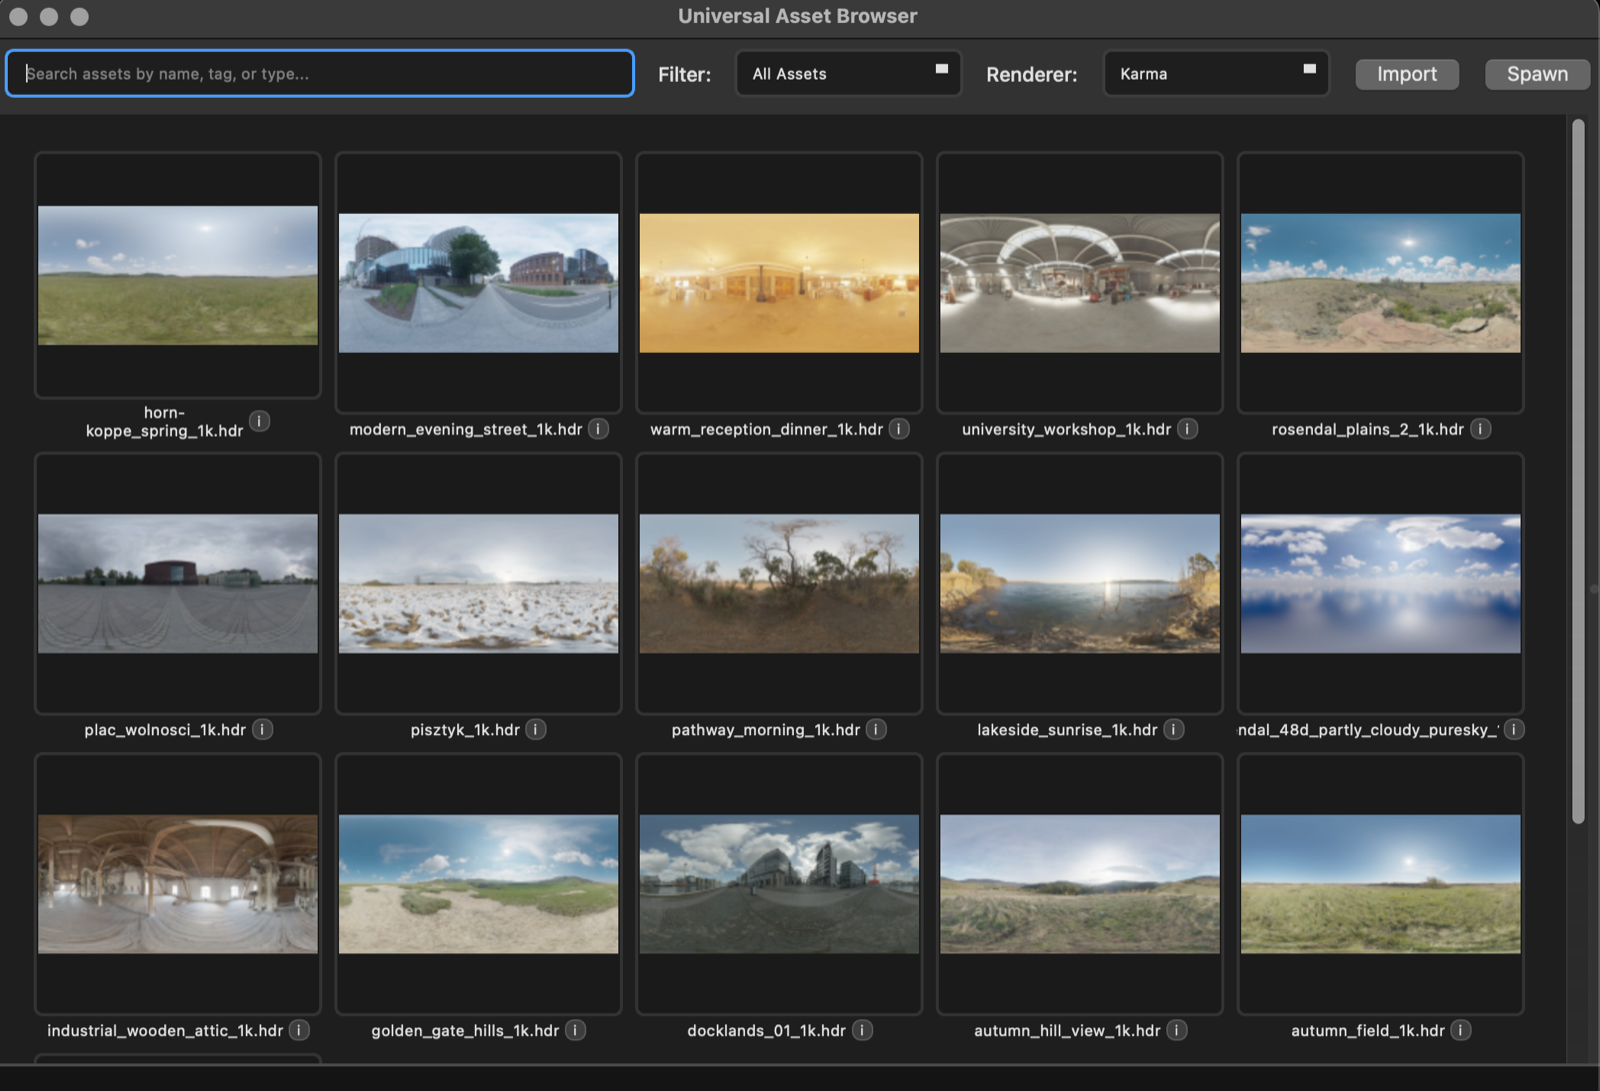 Universal Asset Browser
Search assets by name, tag, or type...
Filter:
All Assets
Renderer:
Karma
Import
Spawn
horn-
koppe_spring_1k.hdr
i
modern_evening_street_1k.hdr i
warm_reception_dinner_1k.hdr i
university_workshop_1k.hdr i
rosendal_plains_2_1k.hdr i
plac_wolnosci_1k.hdr i
pisztyk_1k.hdr i
pathway_morning_1k.hdr i
lakeside_sunrise_1k.hdr i
ndal_48d_partly_cloudy_puresky_ i
industrial_wooden_attic_1k.hdr i
golden_gate_hills_1k.hdr i
docklands_01_1k.hdr i
autumn_hill_view_1k.hdr i
autumn_field_1k.hdr i